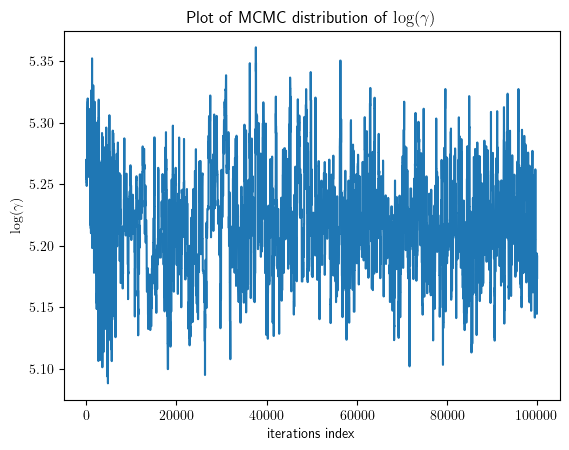 Plot of MCMC distribution of log(γ)
5.35
5.30
5.25
5.20
5.15
5.10
log(γ)
0 20000 40000 60000 80000 100000
iterations index